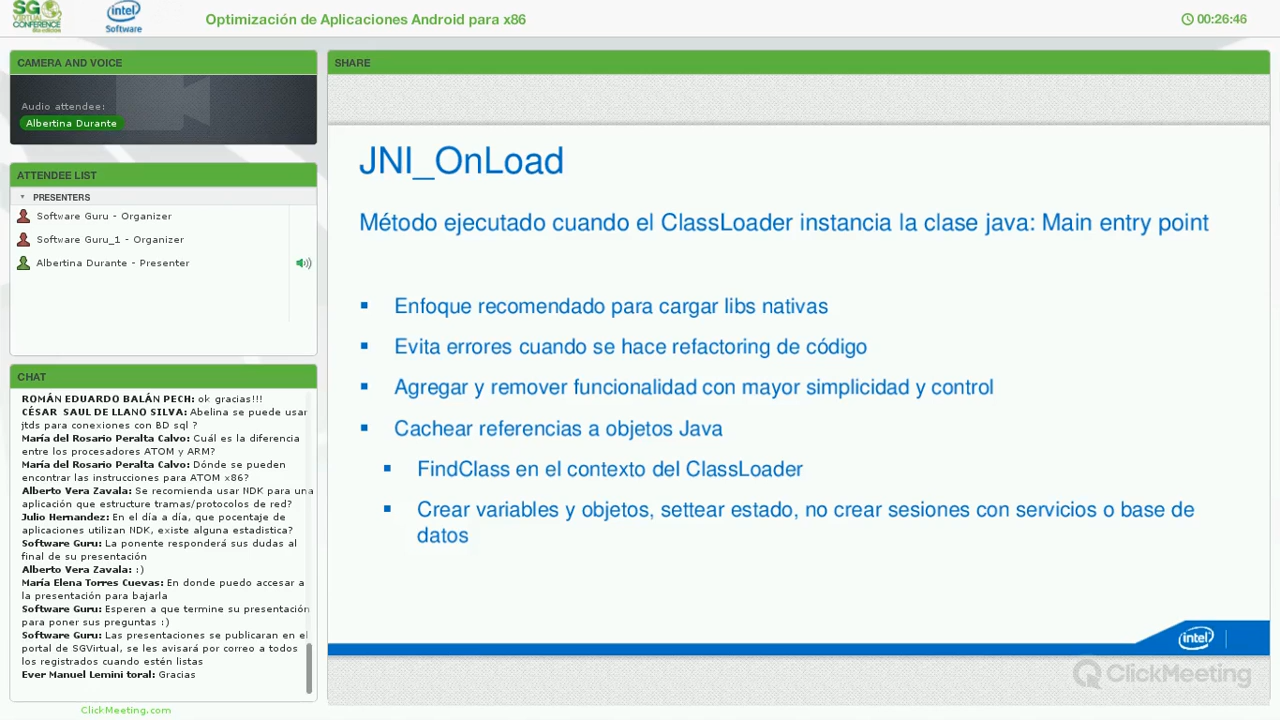 SG
VIRTUAL
CONFERENCE
intel
Software
Optimización de Aplicaciones Android para x86
00:26:46
CAMERA AND VOICE
Audio attendee:
Albertina Durante
ATTENDEE LIST
PRESENTERS
Software Guru - Organizer
Software Guru_1 - Organizer
Albertina Durante - Presenter
CHAT
ROMÁN EDUARDO BALÁN PECH: ok gracias!!!
CÉSAR SAUL DE LLANO SILVA: Abelina se puede usar
jtds para conexiones con BD sql ?
María del Rosario Peralta Calvo: Cuál es la diferencia
entre los procesadores ATOM y ARM?
María del Rosario Peralta Calvo: Dónde se pueden
encontrar las instrucciones para ATOM x86?
Alberto Vera Zavala: Se recomienda usar NDK para una
aplicación que estructure tramas/protocolos de red?
Julio Hernandez: En el día a día, que pocentaje de
aplicaciones utilizan NDK, existe alguna estadistica?
Software Guru: La ponente responderá sus dudas al
final de su presentación
Alberto Vera Zavala: :)
María Elena Torres Cuevas: En donde puedo accesar a
la presentación para bajarla
Software Guru: Esperen a que termine su presentación
para poner sus preguntas :)
Software Guru: Las presentaciones se publicaran en el
portal de SGVirtual, se les avisará por correo a todos
los registrados cuando estén listas
Ever Manuel Lemini toral: Gracias
ClickMeeting.com
SHARE
JNI_OnLoad
Método ejecutado cuando el ClassLoader instancia la clase java: Main entry point
Enfoque recomendado para cargar libs nativas
Evita errores cuando se hace refactoring de código
Agregar y remover funcionalidad con mayor simplicidad y control
Cachear referencias a objetos Java
FindClass en el contexto del ClassLoader
Crear variables y objetos, settear estado, no crear sesiones con servicios o base de
datos
intel
ClickMeeting